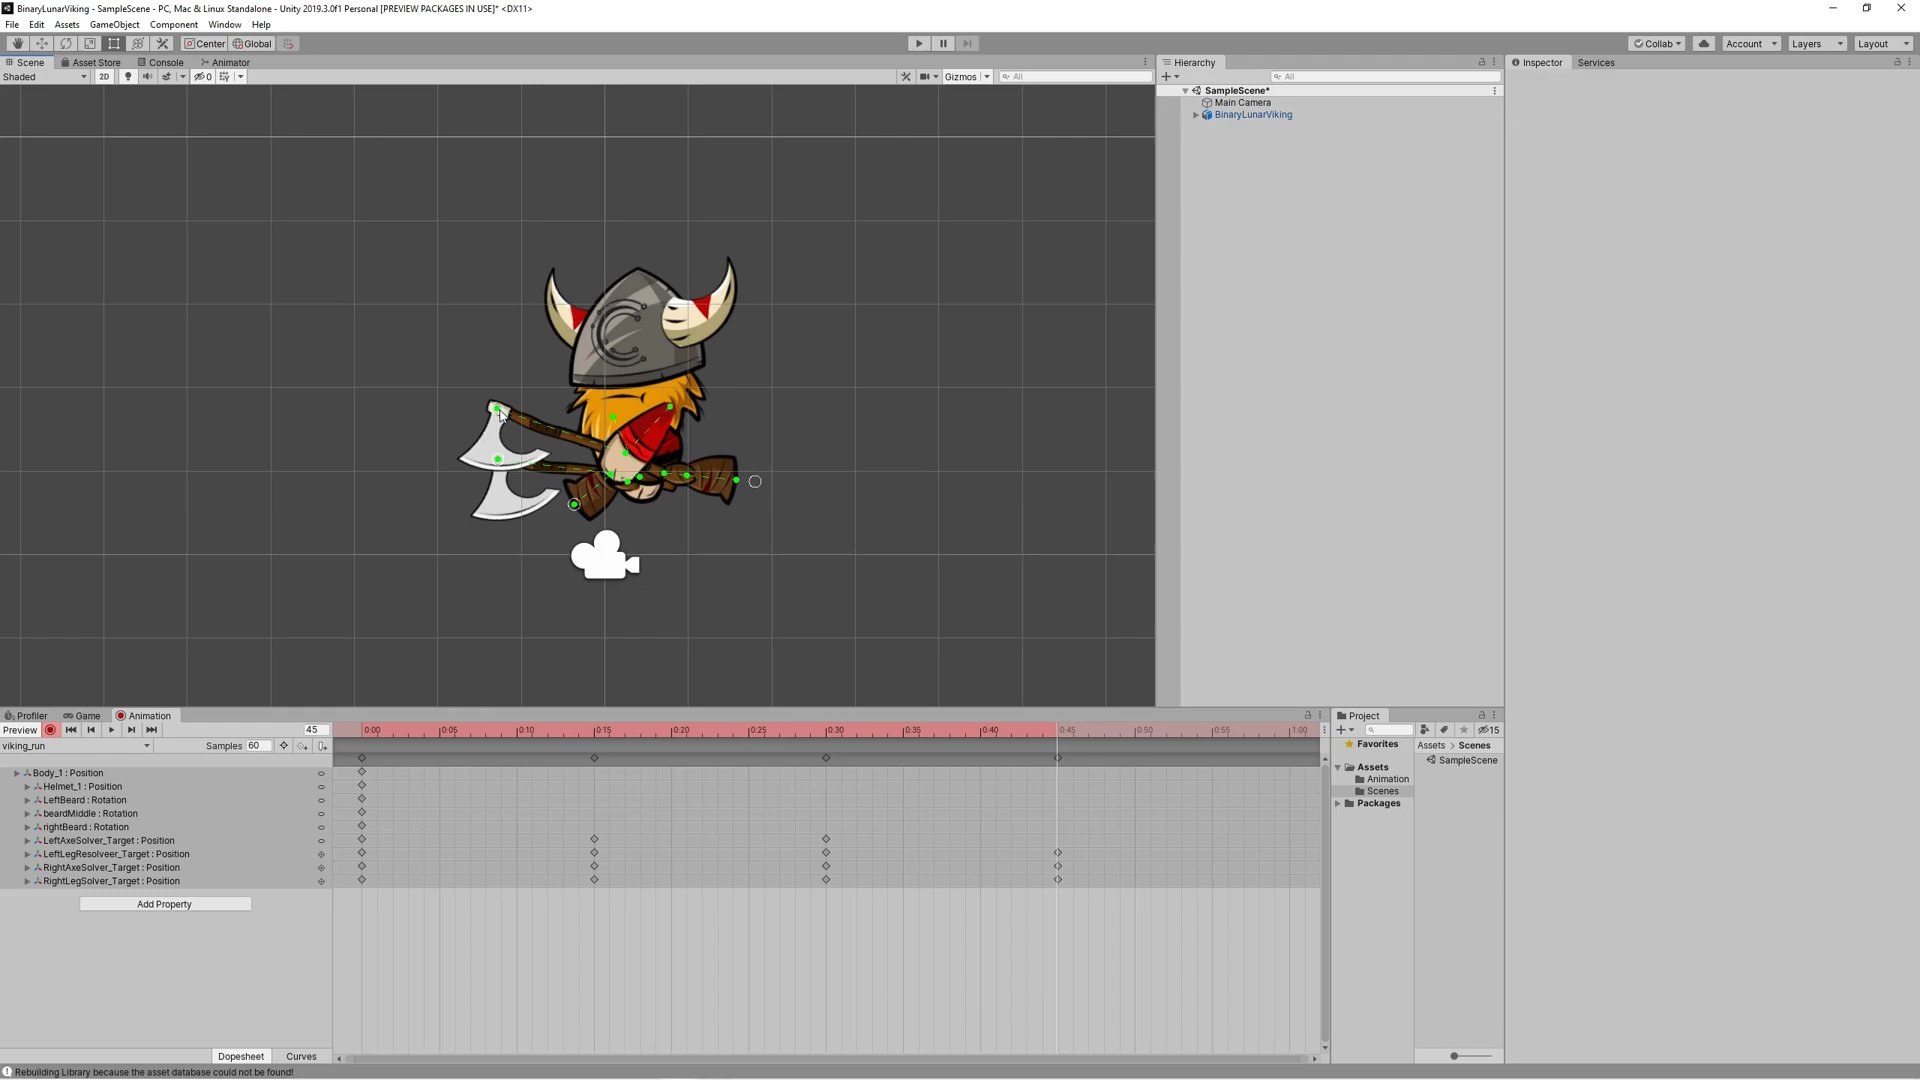 BinaryLunarViking - SampleScene - PC, Mac & Linux Standalone - Unity 2019.3.0f1 Personal [PREVIEW PACKAGES IN USE]* <DX11>
File Edit Assets GameObject Component Window Help
Center Global Collab Account Layers Layout
Scene Asset Store Console Animator
Shaded 2D 0 Gizmos All
Hierarchy
All
SampleScene*
Main Camera
BinaryLunarViking
Inspector Services
Profiler Game Animation
Preview 45
0:00 0:05 0:10 0:15 0:20 0:25 0:30 0:35 0:40 0:45 0:50 0:55 1:00
viking_run Samples 60
Body_1 : Position
Helmet_1 : Position
LeftBeard : Rotation
beardMiddle : Rotation
rightBeard : Rotation
LeftAxeSolver_Target : Position
LeftLegResolveer_Target : Position
RightAxeSolver_Target : Position
RightLegSolver_Target : Position
Add Property
Dopesheet Curves
Project
15
Favorites
Assets
Animation
Scenes
Packages
Assets Scenes
SampleScene
Rebuilding Library because the asset database could not be found!